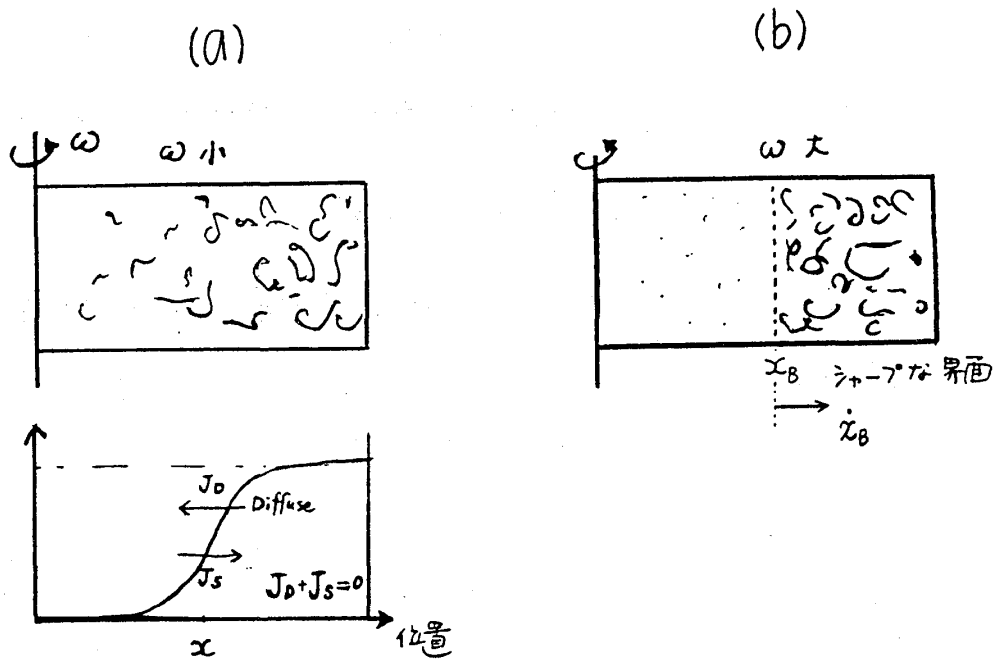 (a)
(b)
ω
ω 小
ω 大
x_B シャープな界面
ẋ_B
J_D
Diffuse
J_S
J_D+J_S=0
位置
x